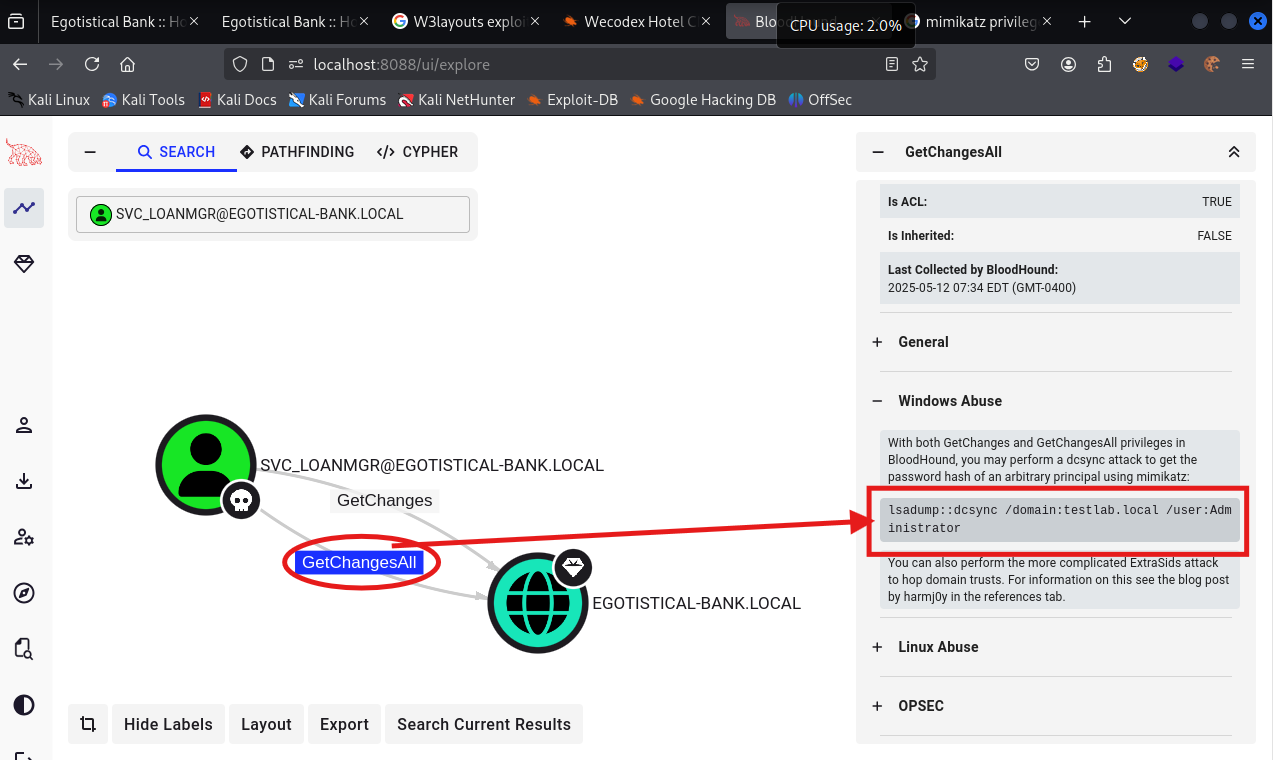 Egotistical Bank :: Ho
Egotistical Bank :: Ho
W3layouts exploi
Wecodex Hotel C
mimikatz privileg
CPU usage: 2.0%
localhost:8088/ui/explore
Kali Linux
Kali Tools
Kali Docs
Kali Forums
Kali NetHunter
Exploit-DB
Google Hacking DB
OffSec
SEARCH
PATHFINDING
CYPHER
SVC_LOANMGR@EGOTISTICAL-BANK.LOCAL
SVC_LOANMGR@EGOTISTICAL-BANK.LOCAL
GetChanges
GetChangesAll
EGOTISTICAL-BANK.LOCAL
Hide Labels
Layout
Export
Search Current Results
GetChangesAll
Is ACL: TRUE
Is Inherited: FALSE
Last Collected by BloodHound:
2025-05-12 07:34 EDT (GMT-0400)
+ General
− Windows Abuse
With both GetChanges and GetChangesAll privileges in
BloodHound, you may perform a dcsync attack to get the
password hash of an arbitrary principal using mimikatz:
lsadump::dcsync /domain:testlab.local /user:Adm
inistrator
You can also perform the more complicated ExtraSids attack
to hop domain trusts. For information on this see the blog post
by harmj0y in the references tab.
+ Linux Abuse
+ OPSEC